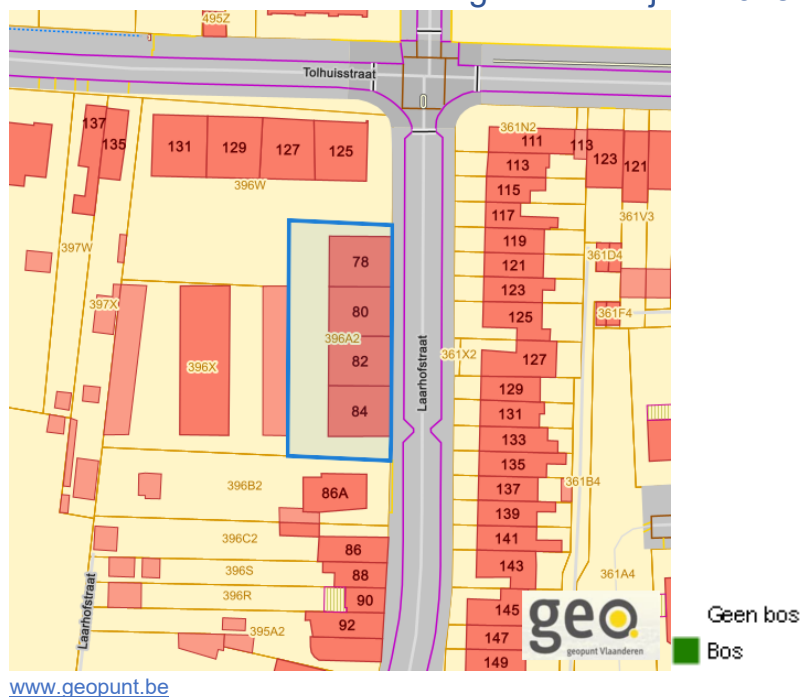 495Z
Tolhuisstraat
137
135
131
129
127
125
396W
361N2
111
113
123
121
113
115
117
361V3
119
397W
121
361D4
78
123
397X
80
125
361F4
396A2
82
361X2
127
396X
Laarhofstraat
129
84
131
133
135
396B2
86A
137
361B4
139
396C2
141
86
143
396S
88
361A4
396R
90
145
Laarhofstraat
395A2
92
147
149
geo
geopunt Vlaanderen
Geen bos
Bos
www.geopunt.be